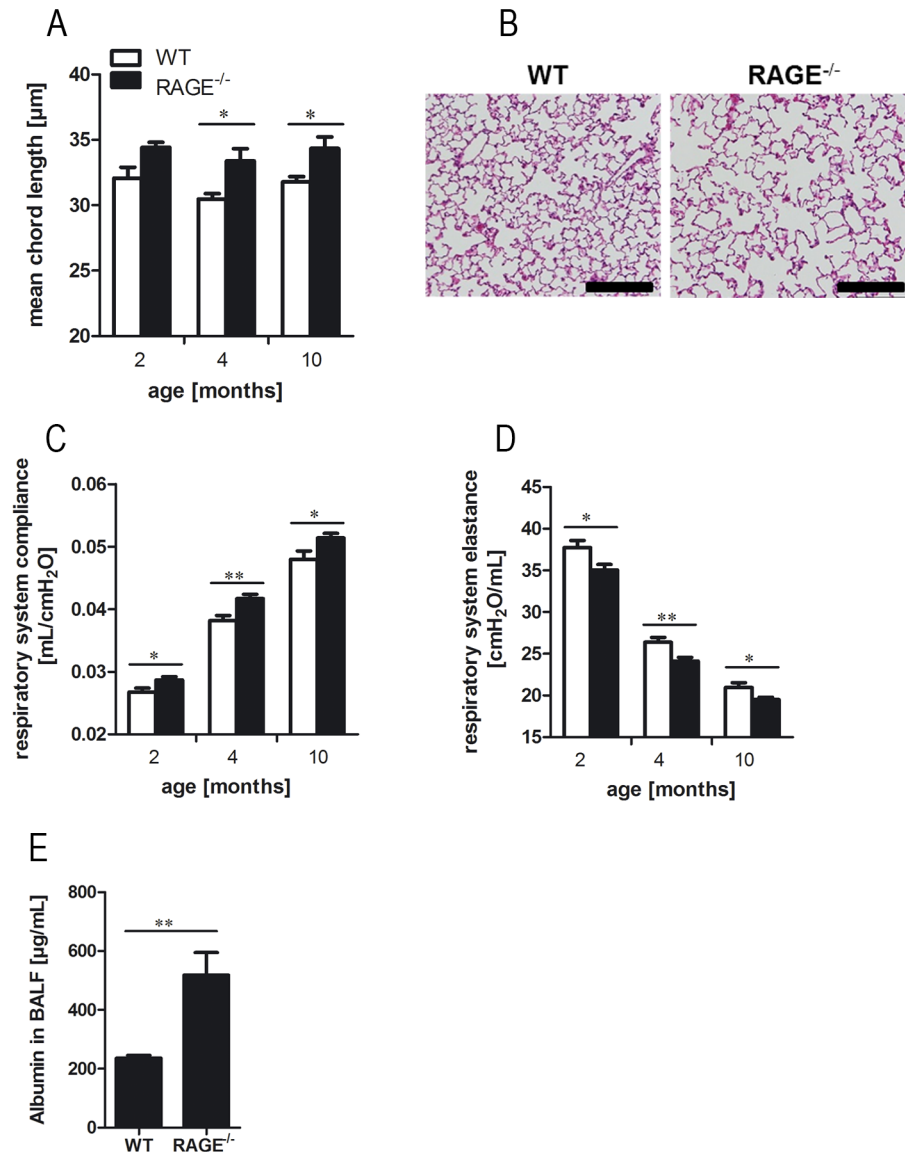 A
WT
RAGE-/-
40
35
30
25
20
mean chord length [µm]
*
*
2
4
10
age [months]
B
WT
RAGE-/-
C
0.06
0.05
0.04
0.03
0.02
respiratory system compliance
[mL/cmH2O]
*
**
*
2
4
10
age [months]
D
45
40
35
30
25
20
15
respiratory system elastance
[cmH2O/mL]
*
**
*
2
4
10
age [months]
E
800
600
400
200
0
Albumin in BALF [µg/mL]
**
WT
RAGE-/-